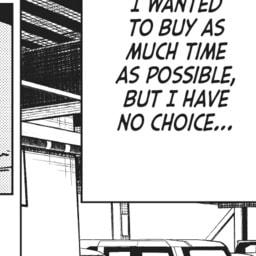 I WANTED
TO BUY AS
MUCH TIME
AS POSSIBLE,
BUT I HAVE
NO CHOICE...